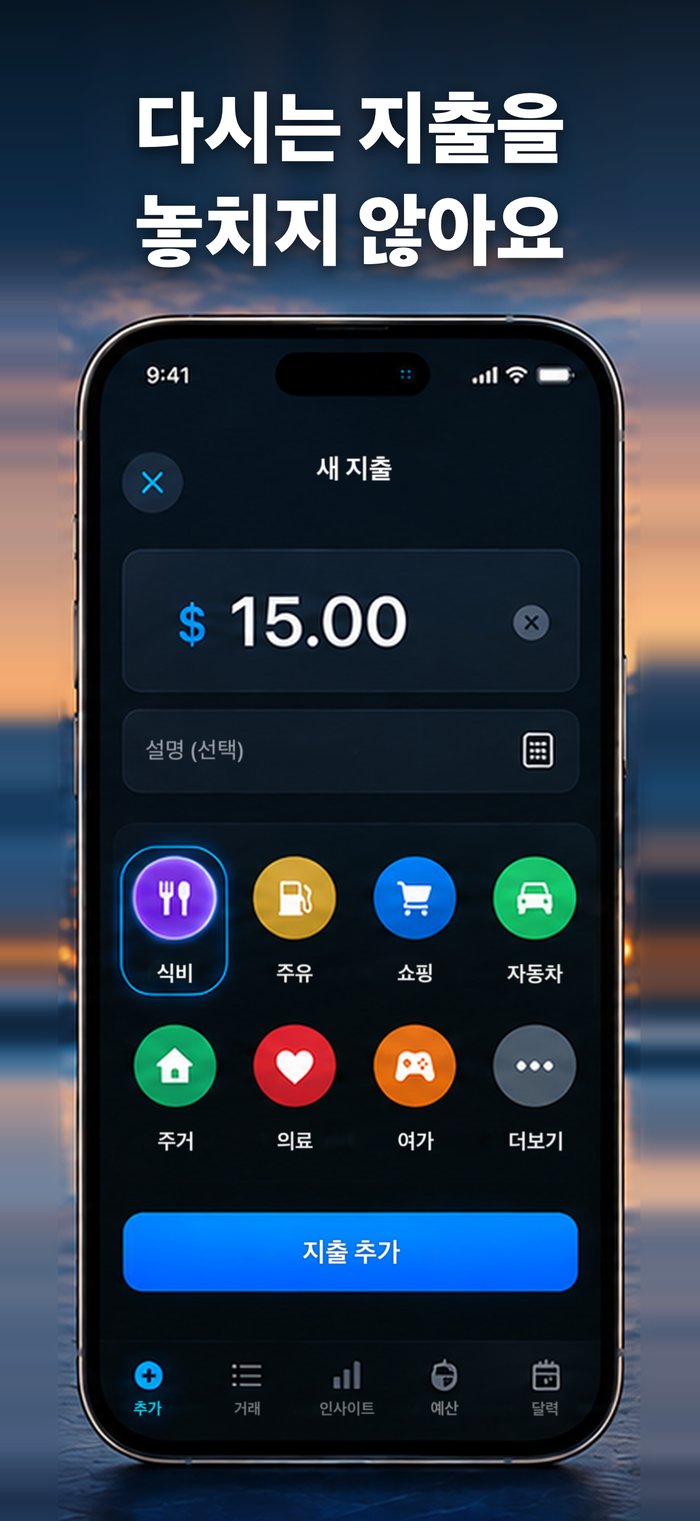 다시는 지출을
놓치지 않아요
9:41
새 지출
$ 15.00
설명 (선택)
식비 주유 쇼핑 자동차
주거 의료 여가 더보기
지출 추가
추가 거래 인사이트 예산 달력